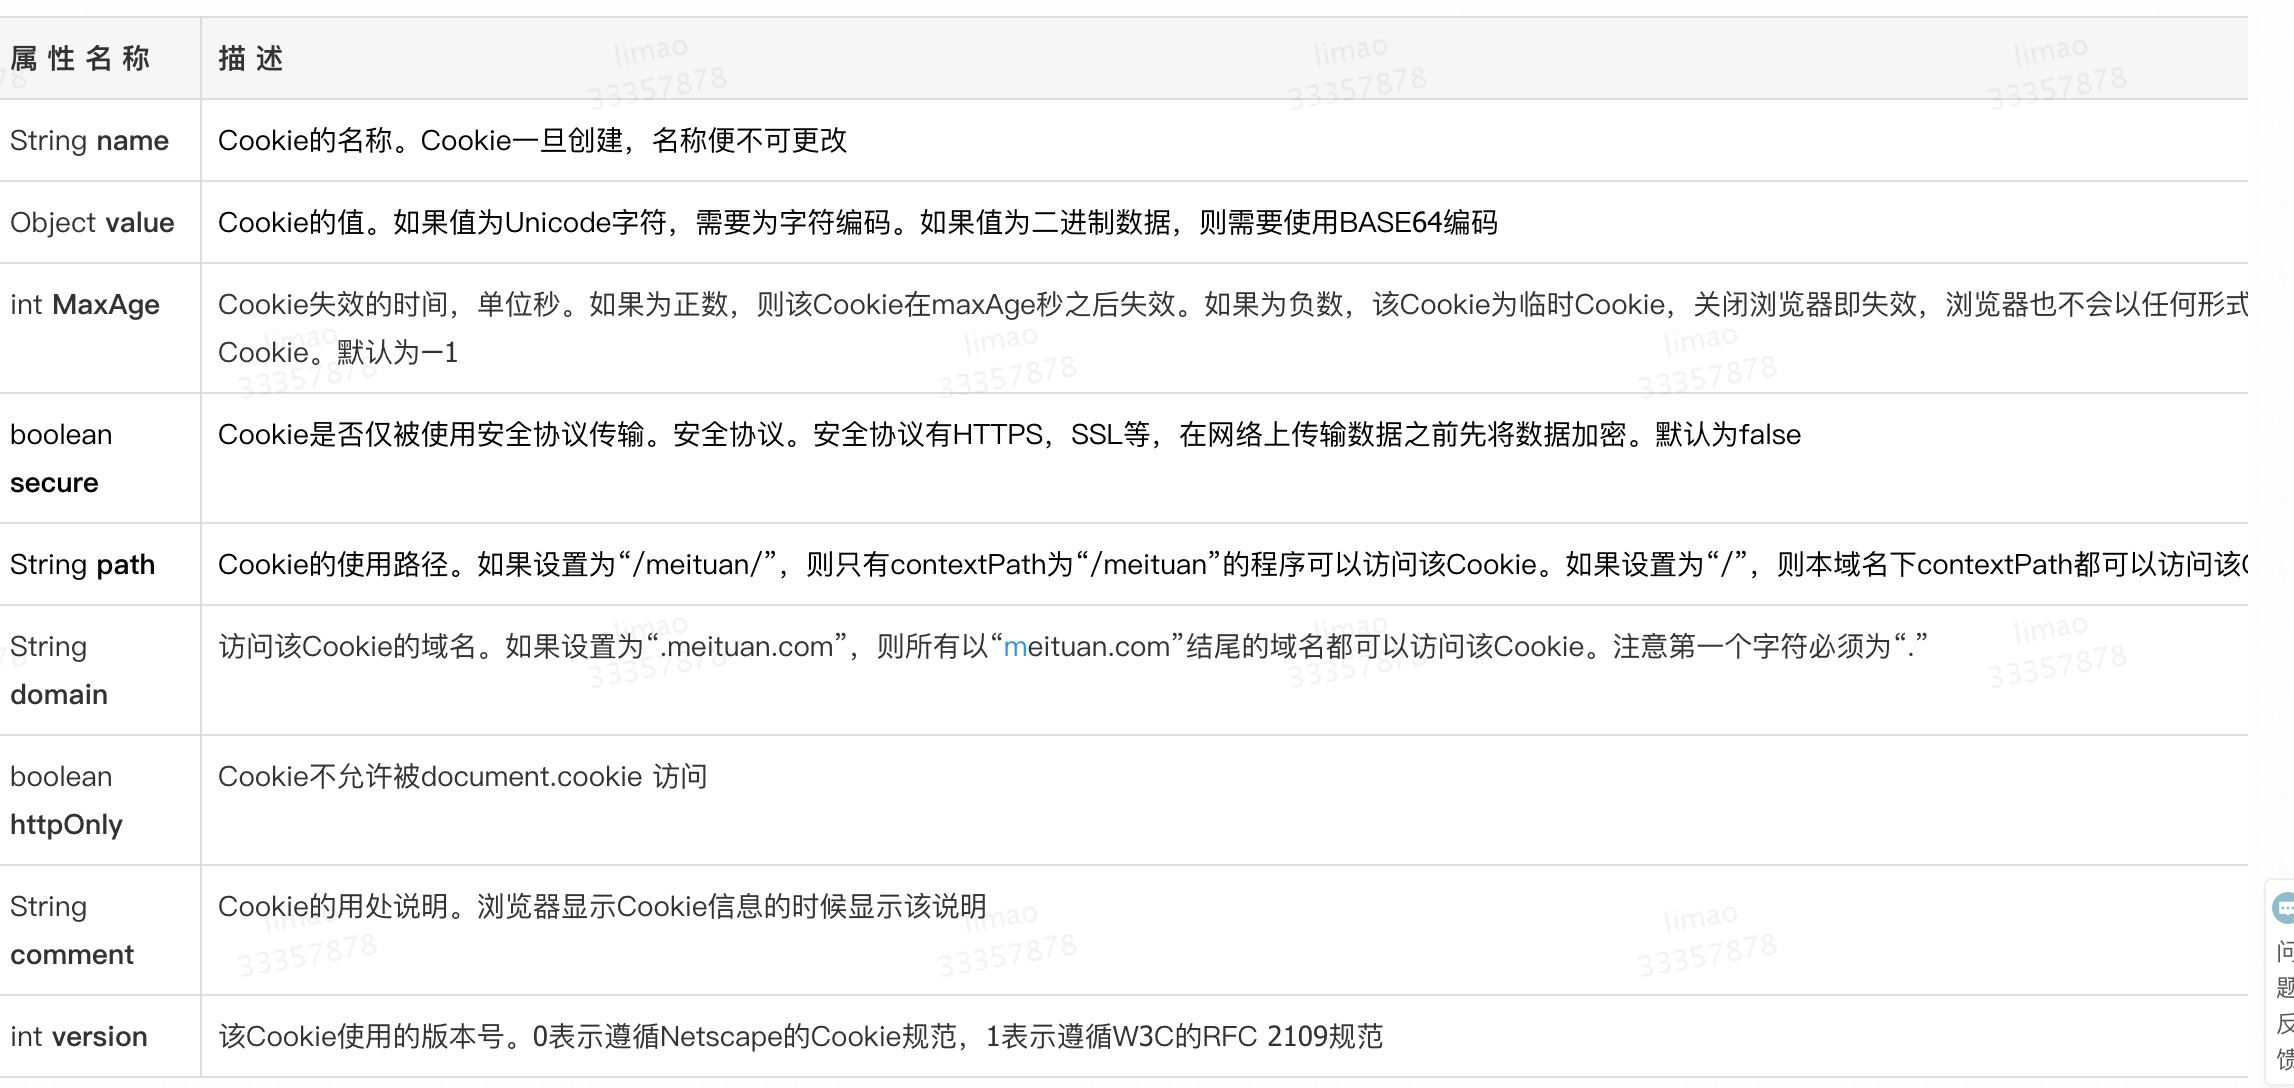 属性名称
描述
String name
Cookie的名称。Cookie一旦创建，名称便不可更改
Object value
Cookie的值。如果值为Unicode字符，需要为字符编码。如果值为二进制数据，则需要使用BASE64编码
int MaxAge
Cookie失效的时间，单位秒。如果为正数，则该Cookie在maxAge秒之后失效。如果为负数，该Cookie为临时Cookie，关闭浏览器即失效，浏览器也不会以任何形式
Cookie。默认为–1
boolean
secure
Cookie是否仅被使用安全协议传输。安全协议。安全协议有HTTPS，SSL等，在网络上传输数据之前先将数据加密。默认为false
String path
Cookie的使用路径。如果设置为“/meituan/”，则只有contextPath为“/meituan”的程序可以访问该Cookie。如果设置为“/”，则本域名下contextPath都可以访问该
String
domain
访问该Cookie的域名。如果设置为“.meituan.com”，则所有以“meituan.com”结尾的域名都可以访问该Cookie。注意第一个字符必须为“.”
boolean
httpOnly
Cookie不允许被document.cookie 访问
String
comment
Cookie的用处说明。浏览器显示Cookie信息的时候显示该说明
int version
该Cookie使用的版本号。0表示遵循Netscape的Cookie规范，1表示遵循W3C的RFC 2109规范
limao
33357878
limao
33357878
limao
33357878
limao
33357878
limao
33357878
limao
33357878
limao
33357878
limao
33357878
limao
33357878
limao
33357878
limao
33357878
limao
33357878
问
题
反
馈